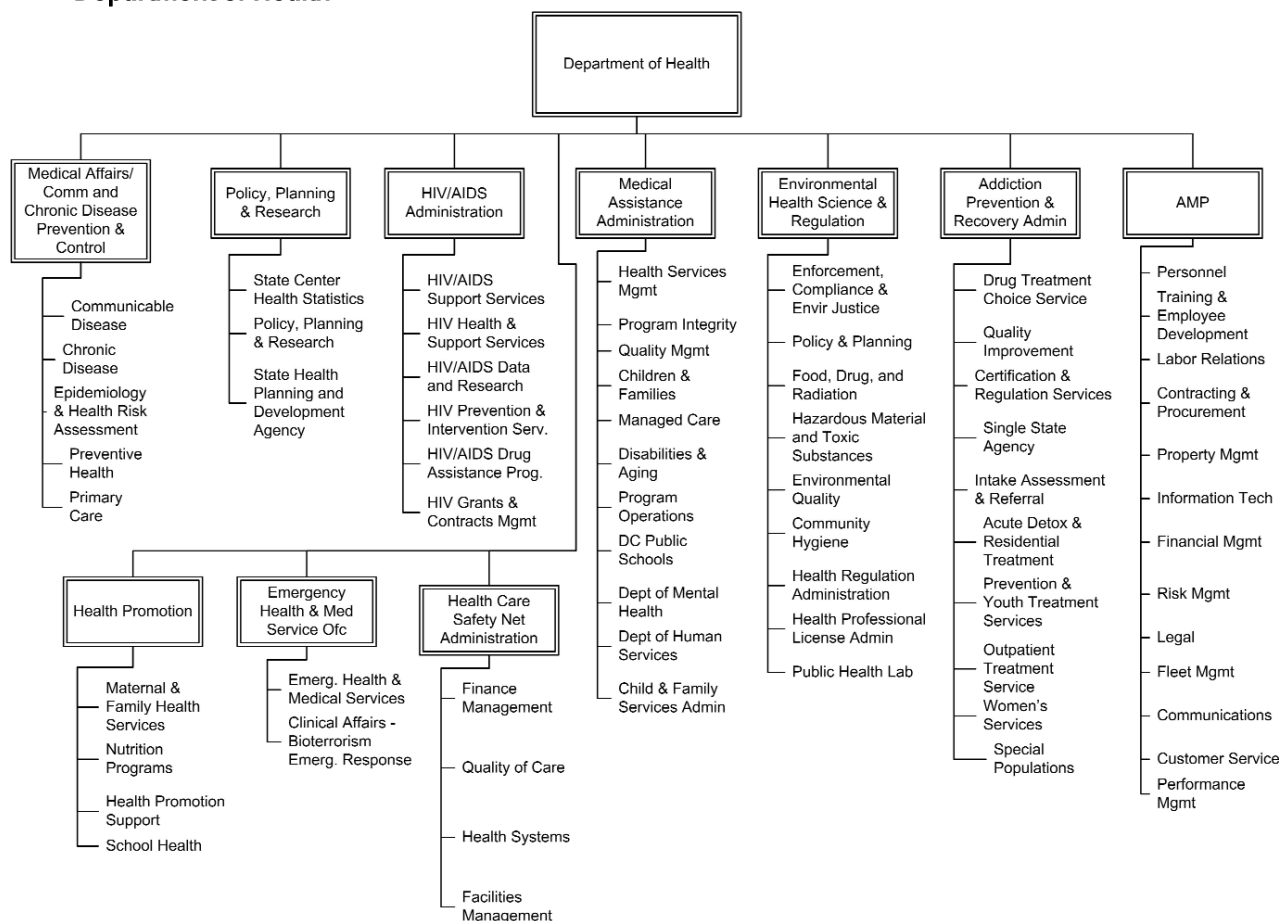 Department of Health
Department of Health
Medical Affairs/
Comm and
Chronic Disease
Prevention &
Control
Policy, Planning
& Research
HIV/AIDS
Administration
Medical
Assistance
Administration
Environmental
Health Science &
Regulation
Addiction
Prevention &
Recovery Admin
AMP
Communicable
Disease
Chronic
Disease
Epidemiology
& Health Risk
Assessment
Preventive
Health
Primary
Care
State Center
Health Statistics
Policy, Planning
& Research
State Health
Planning and
Development
Agency
HIV/AIDS
Support Services
HIV Health &
Support Services
HIV/AIDS Data
and Research
HIV Prevention &
Intervention Serv.
HIV/AIDS Drug
Assistance Prog.
HIV Grants &
Contracts Mgmt
Health Services
Mgmt
Program Integrity
Quality Mgmt
Children &
Families
Managed Care
Disabilities &
Aging
Program
Operations
DC Public
Schools
Dept of Mental
Health
Dept of Human
Services
Child & Family
Services Admin
Enforcement,
Compliance &
Envir Justice
Policy & Planning
Food, Drug, and
Radiation
Hazardous Material
and Toxic
Substances
Environmental
Quality
Community
Hygiene
Health Regulation
Administration
Health Professional
License Admin
Public Health Lab
Drug Treatment
Choice Service
Quality
Improvement
Certification &
Regulation Services
Single State
Agency
Intake Assessment
& Referral
Acute Detox &
Residential
Treatment
Prevention &
Youth Treatment
Services
Outpatient
Treatment
Service
Women's
Services
Special
Populations
Personnel
Training &
Employee
Development
Labor Relations
Contracting &
Procurement
Property Mgmt
Information Tech
Financial Mgmt
Risk Mgmt
Legal
Fleet Mgmt
Communications
Customer Service
Performance
Mgmt
Health Promotion
Emergency
Health & Med
Service Ofc
Health Care
Safety Net
Administration
Maternal &
Family Health
Services
Nutrition
Programs
Health Promotion
Support
School Health
Emerg. Health &
Medical Services
Clinical Affairs -
Bioterrorism
Emerg. Response
Finance
Management
Quality of Care
Health Systems
Facilities
Management